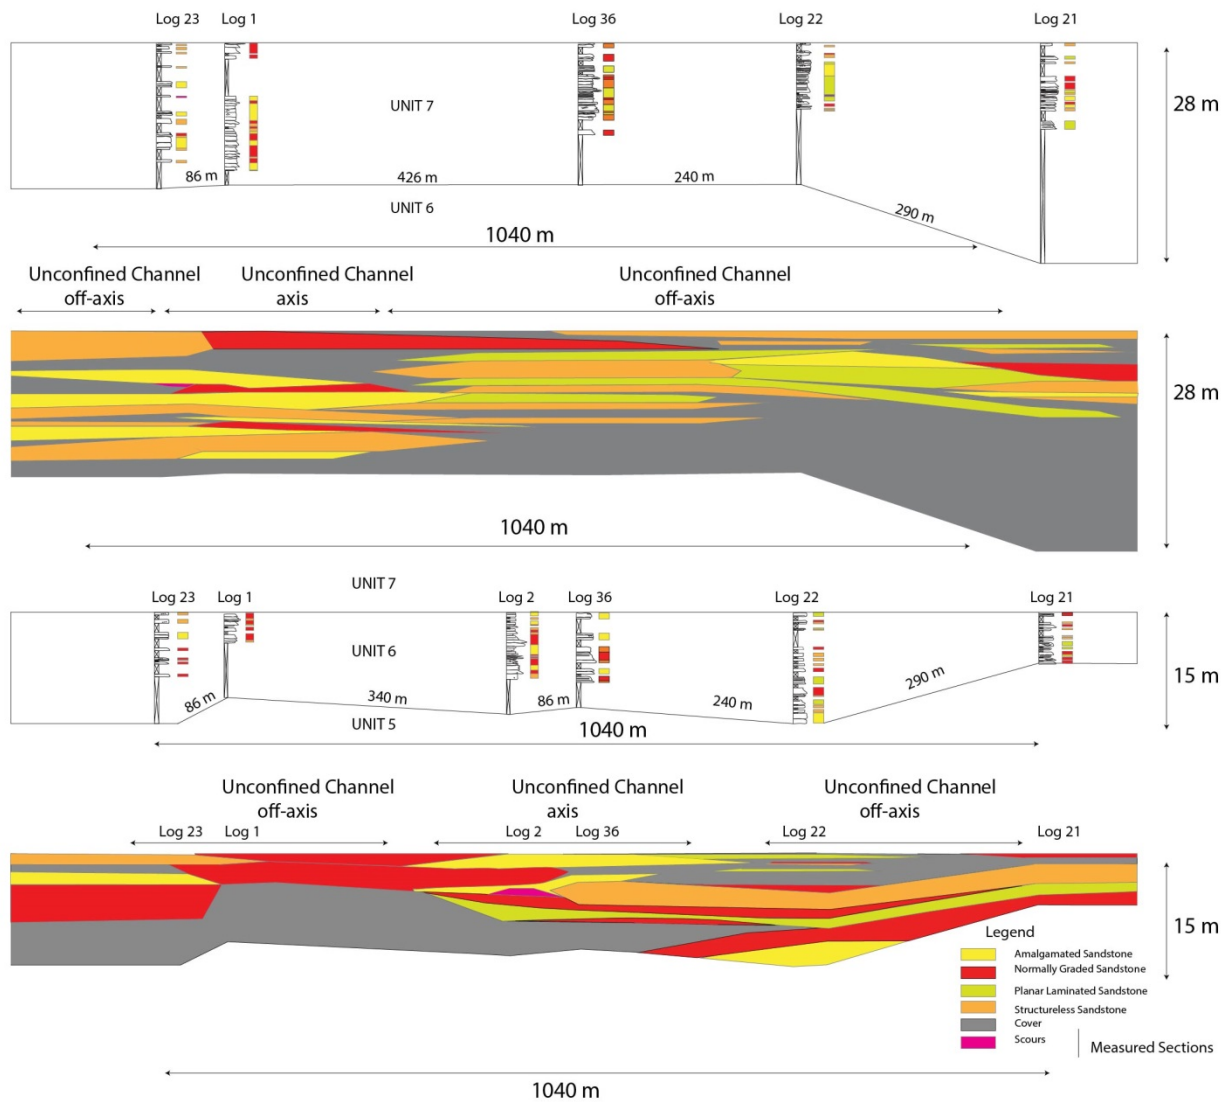 Log 23 Log 1 Log 36 Log 22 Log 21
UNIT 7
28 m
86 m 426 m 240 m
UNIT 6
290 m
1040 m
Unconfined Channel Unconfined Channel Unconfined Channel
off-axis axis off-axis
28 m
1040 m
UNIT 7
Log 23 Log 1 Log 2 Log 36 Log 22 Log 21
UNIT 6
15 m
86 m 340 m 86 m 240 m 290 m
UNIT 5
1040 m
Unconfined Channel Unconfined Channel Unconfined Channel
off-axis axis off-axis
Log 23 Log 1 Log 2 Log 36 Log 22 Log 21
15 m
Legend
Amalgamated Sandstone
Normally Graded Sandstone
Planar Laminated Sandstone
Structureless Sandstone
Cover
Scours
Measured Sections
1040 m